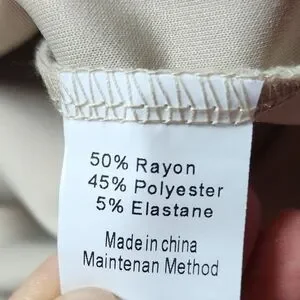 50% Rayon
45% Polyester
5% Elastane
Made in china
Maintenan Method